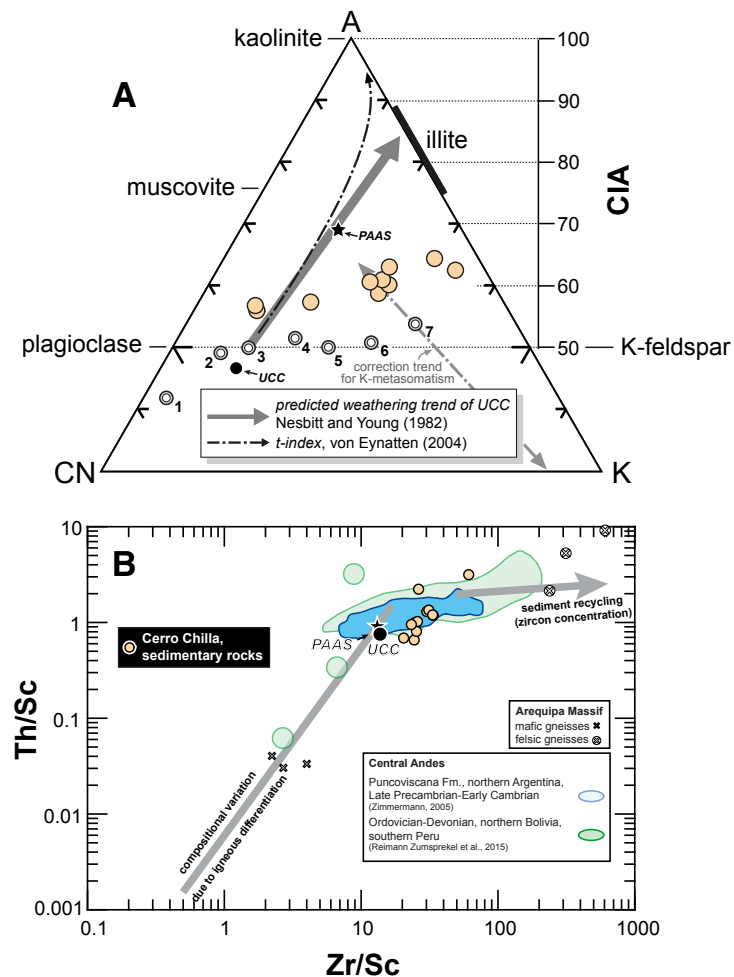 A
kaolinite
100
A
90
illite
80
CIA
muscovite
70
PAAS
60
7
plagioclase
2
3
4
5
6
50
K-feldspar
UCC
correction trend
for K-metasomatism
1
predicted weathering trend of UCC
Nesbitt and Young (1982)
t-index, von Eynatten (2004)
CN
K
10
B
sediment recycling
(zircon concentration)
Cerro Chilla,
sedimentary rocks
PAAS
UCC
1
Th/Sc
Arequipa Massif
mafic gneisses
felsic gneisses
0.1
Central Andes
Puncoviscana Fm., northern Argentina,
Late Precambrian-Early Cambrian
(Zimmermann, 2005)
Ordovician-Devonian, northern Bolivia,
southern Peru
(Reimann Zumsprekel et al., 2015)
0.01
compositional variation
due to igneous differentiation
0.001
0.1
1
10
100
1000
Zr/Sc